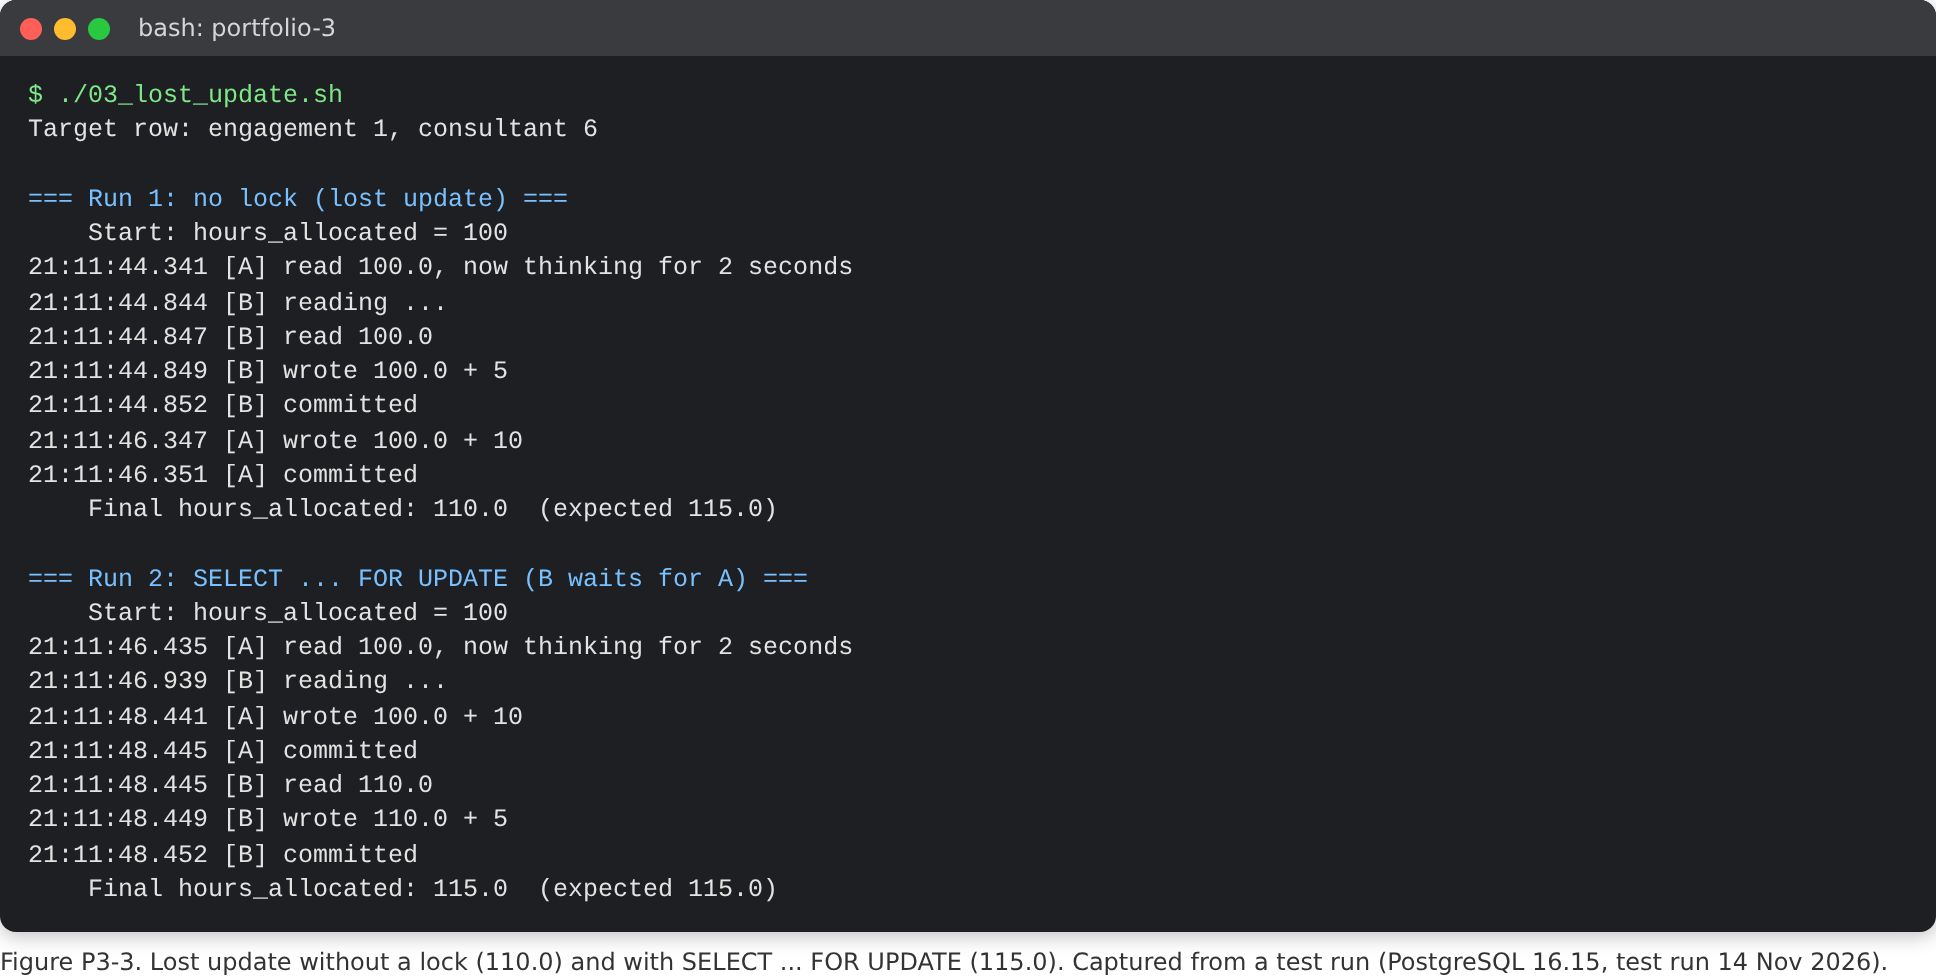 bash: portfolio-3
$ ./03_lost_update.sh
Target row: engagement 1, consultant 6
=== Run 1: no lock (lost update) ===
Start: hours_allocated = 100
21:11:44.341 [A] read 100.0, now thinking for 2 seconds
21:11:44.844 [B] reading ...
21:11:44.847 [B] read 100.0
21:11:44.849 [B] wrote 100.0 + 5
21:11:44.852 [B] committed
21:11:46.347 [A] wrote 100.0 + 10
21:11:46.351 [A] committed
Final hours_allocated: 110.0  (expected 115.0)
=== Run 2: SELECT ... FOR UPDATE (B waits for A) ===
Start: hours_allocated = 100
21:11:46.435 [A] read 100.0, now thinking for 2 seconds
21:11:46.939 [B] reading ...
21:11:48.441 [A] wrote 100.0 + 10
21:11:48.445 [A] committed
21:11:48.445 [B] read 110.0
21:11:48.449 [B] wrote 110.0 + 5
21:11:48.452 [B] committed
Final hours_allocated: 115.0  (expected 115.0)
Figure P3-3. Lost update without a lock (110.0) and with SELECT ... FOR UPDATE (115.0). Captured from a test run (PostgreSQL 16.15, test run 14 Nov 2026).